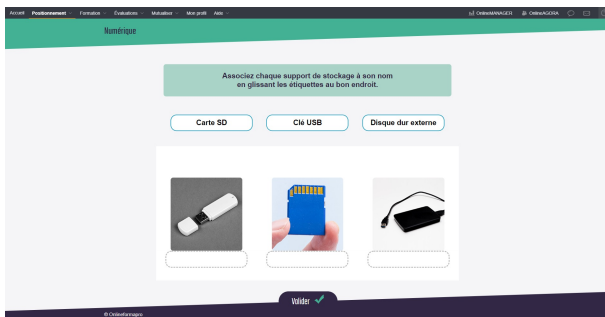 Accueil Positionnement Formation Évaluations Mutualiser Mon profil Aide OnlineMANAGER OnlineAGORA
Numérique
Associez chaque support de stockage à son nom
en glissant les étiquettes au bon endroit.
Carte SD Clé USB Disque dur externe
Valider
© Onlineformapro